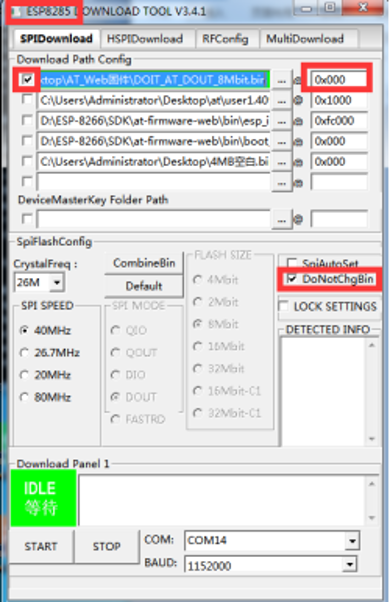 ESP8285 DOWNLOAD TOOL V3.4.1
SPIDownload HSPIDownload RFConfig MultiDownload
Download Path Config
ktop\AT_Web固件\DOIT_AT_DOUT_8Mbit.bin ... @ 0x000
C:\Users\Administrator\Desktop\at\user1.40 ... @ 0x1000
D:\ESP-8266\SDK\at-firmware-web\bin\esp_i ... @ 0xfc000
D:\ESP-8266\SDK\at-firmware-web\bin\boot_ ... @ 0x000
C:\Users\Administrator\Desktop\4MB空白.bi ... @ 0x000
... @
DeviceMasterKey Folder Path
... @
SpiFlashConfig
CrystalFreq :
26M
CombineBin
Default
SPI SPEED
40MHz
26.7MHz
20MHz
80MHz
SPI MODE
QIO
QOUT
DIO
DOUT
FASTRD
FLASH SIZE
4Mbit
2Mbit
8Mbit
16Mbit
32Mbit
16Mbit-C1
32Mbit-C1
SpiAutoSet
DoNotChgBin
LOCK SETTINGS
DETECTED INFO
Download Panel 1
IDLE
等待
START STOP
COM: COM14
BAUD: 1152000